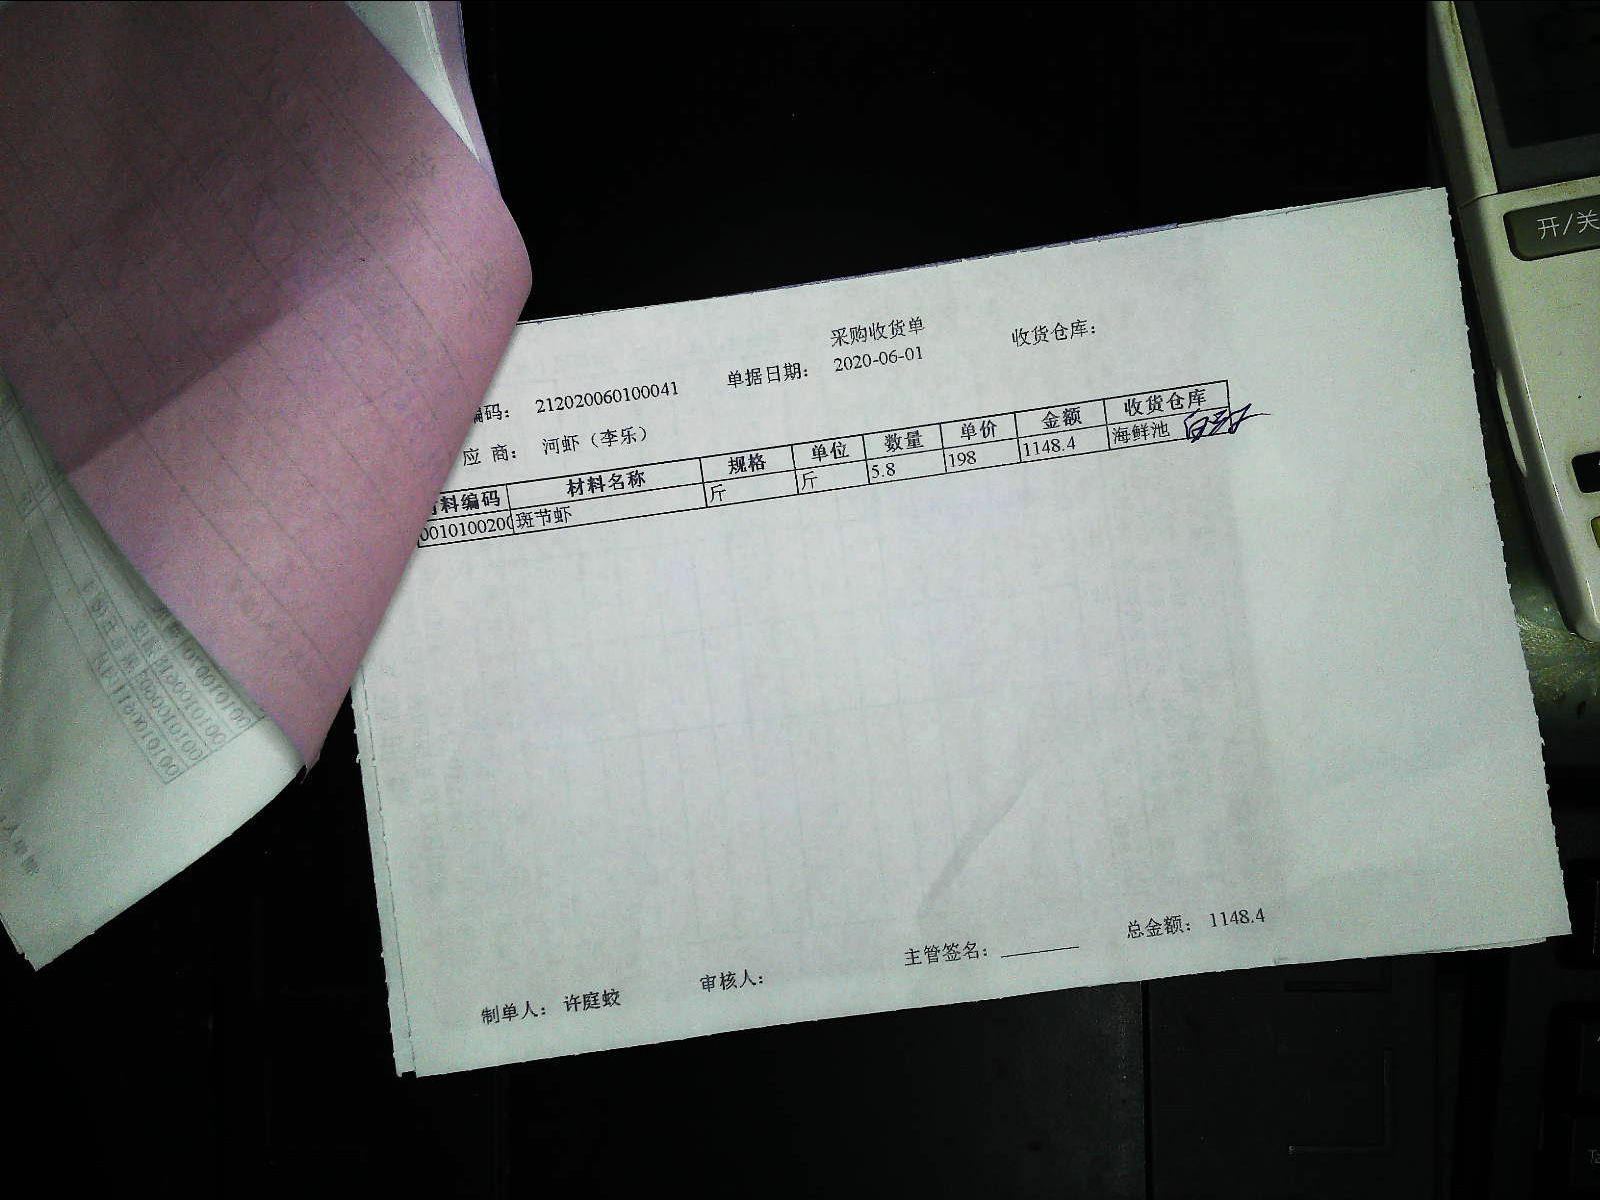 采购收货单
编码： 212020060100041 单据日期： 2020-06-01 收货仓库：
应 商： 河虾（李乐）
料编码 材料名称 规格 单位 数量 单价 金额 收货仓库
0010100200 斑节虾 斤 斤 5.8 198 1148.4 海鲜池
制单人： 许庭蛟 审核人： 主管签名： 总金额： 1148.4
开/关